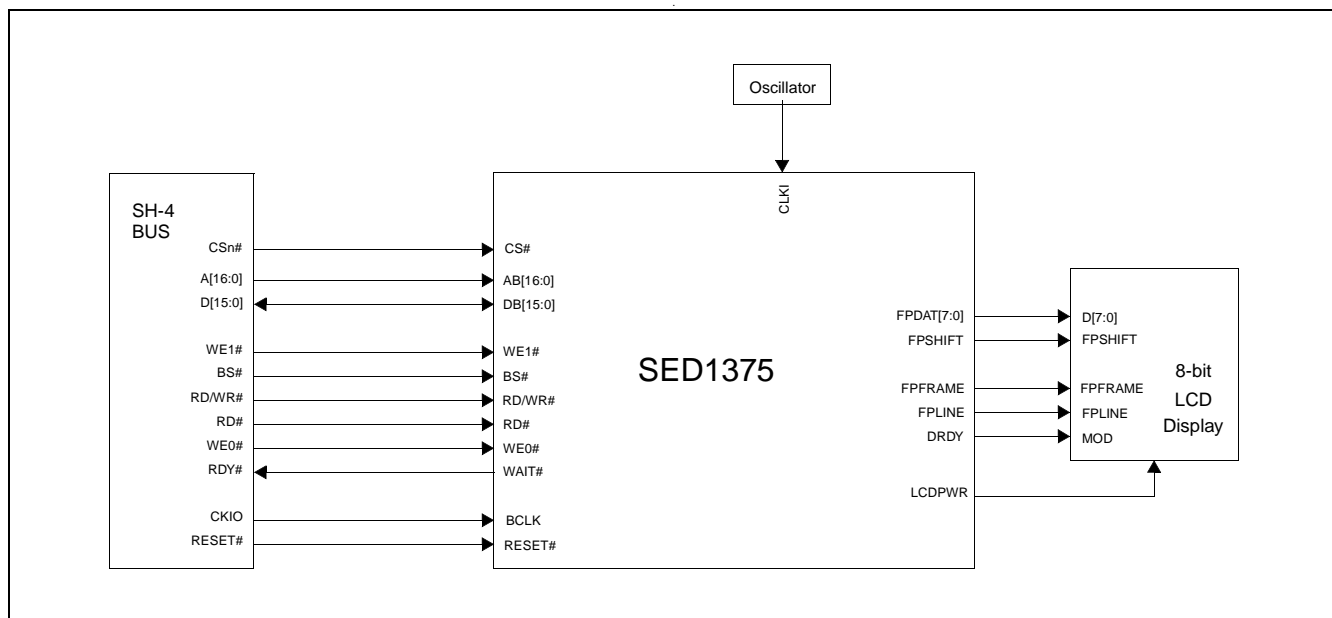 Oscillator
CLKI
SH-4
BUS
CSn#
A[16:0]
D[15:0]
WE1#
BS#
RD/WR#
RD#
WE0#
RDY#
CKIO
RESET#
CS#
AB[16:0]
DB[15:0]
WE1#
BS#
RD/WR#
RD#
WE0#
WAIT#
BCLK
RESET#
SED1375
FPDAT[7:0]
FPSHIFT
FPFRAME
FPLINE
DRDY
LCDPWR
D[7:0]
FPSHIFT
FPFRAME
FPLINE
MOD
8-bit
LCD
Display